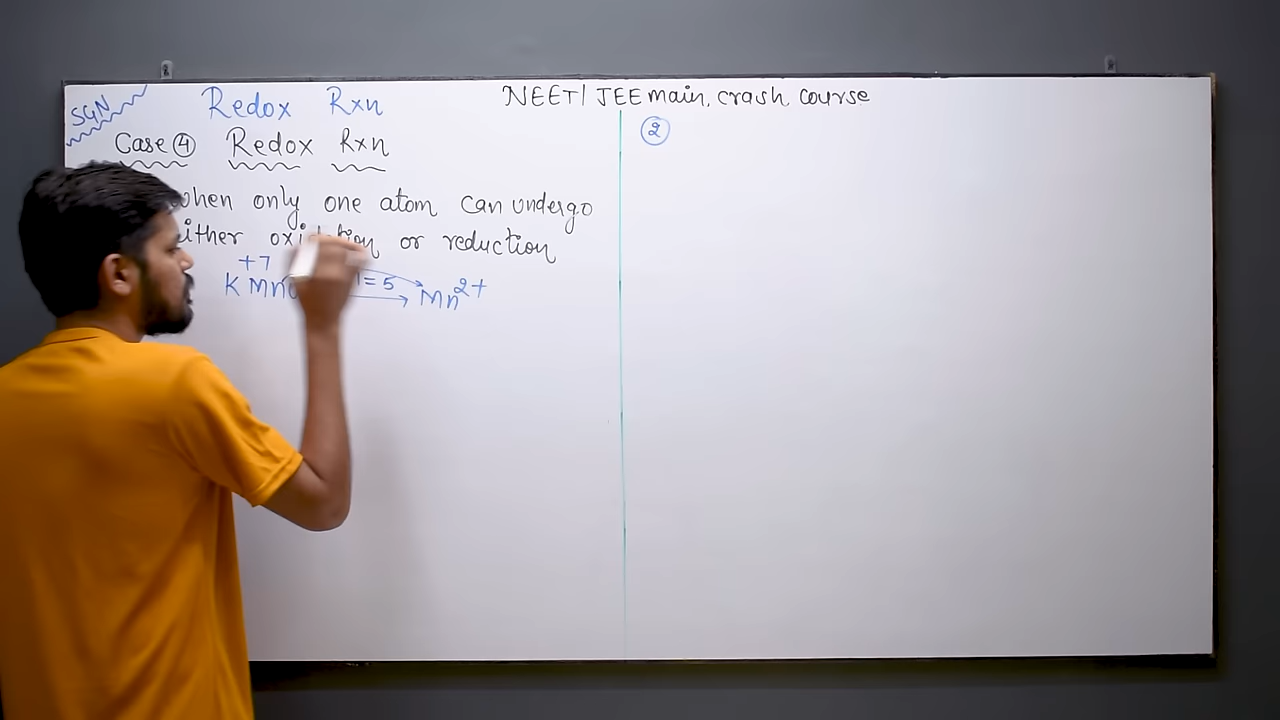 SGN
Redox Rxn
NEET/ JEE main, crash course
Case ④ Redox Rxn
when only one atom can undergo
either or reduction
+7
= 5
Mn²⁺
②